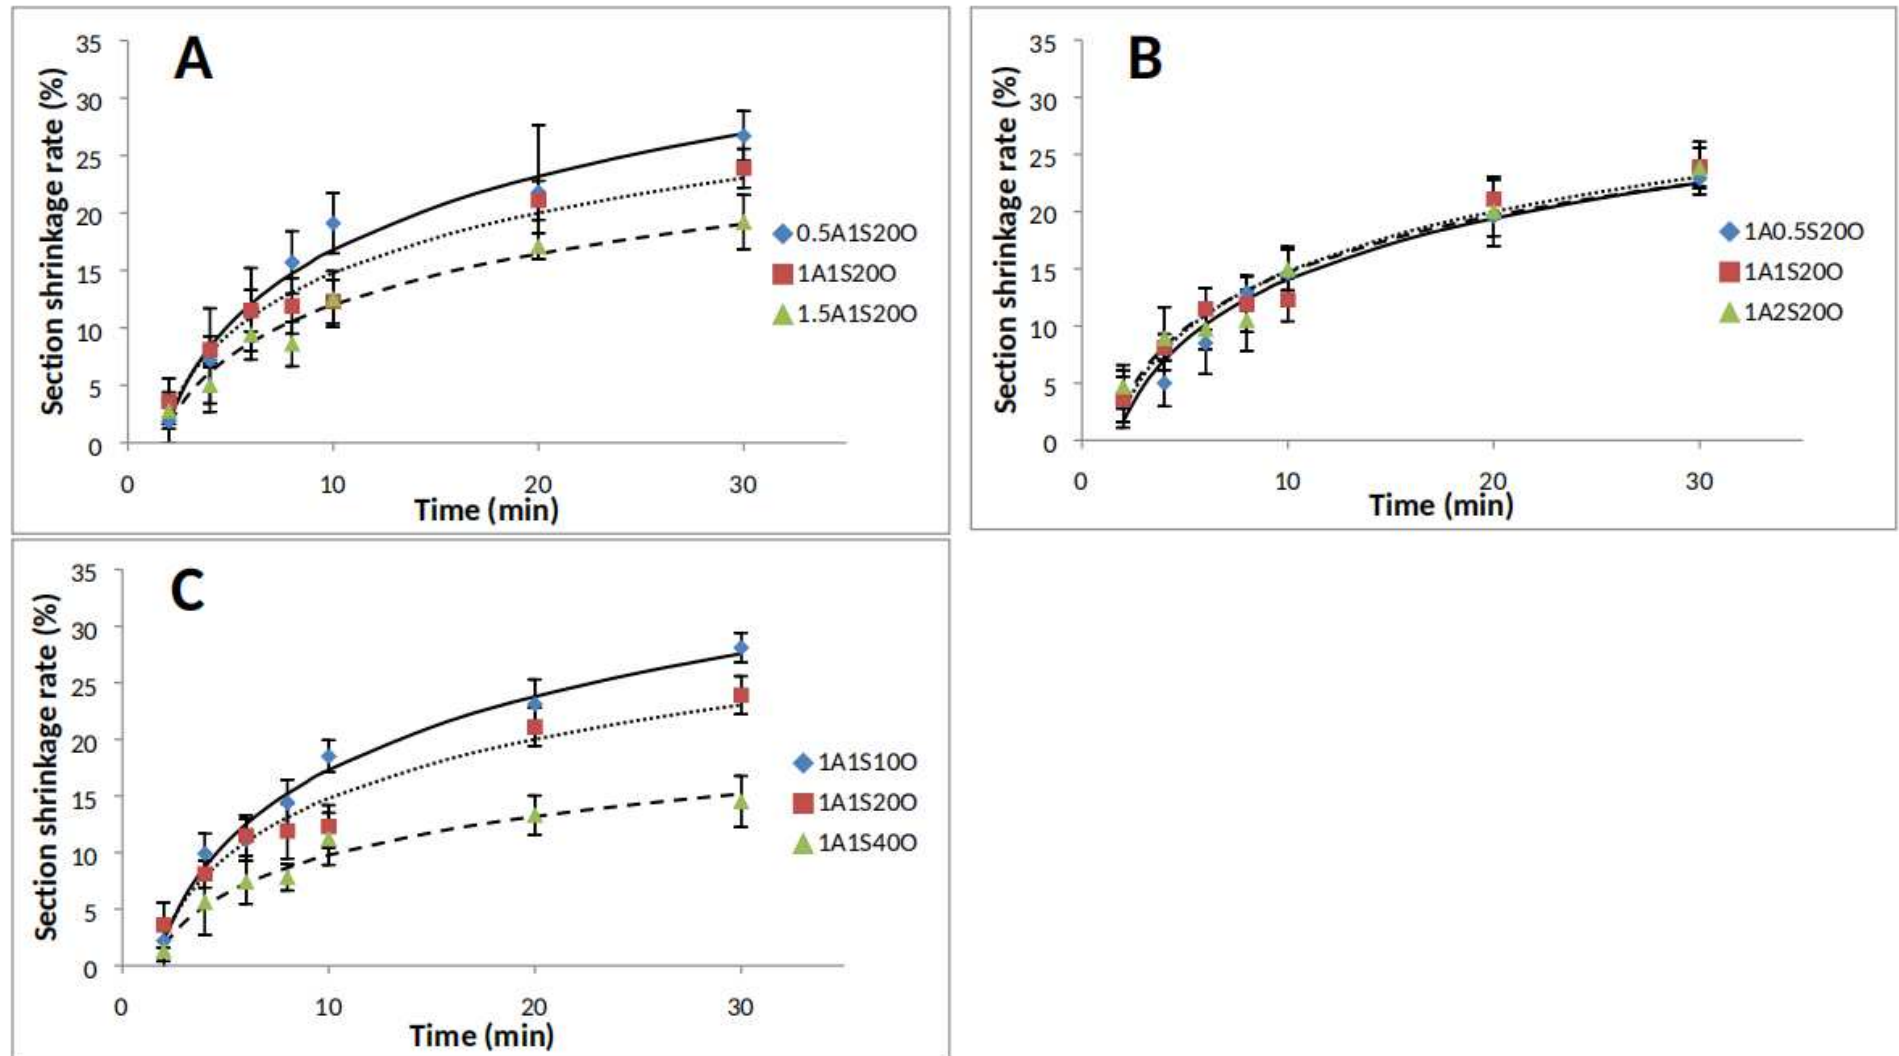 A
Section shrinkage rate (%)
35
30
25
20
15
10
5
0
0 10 20 30
Time (min)
0.5A1S20O
1A1S20O
1.5A1S20O
B
Section shrinkage rate (%)
35
30
25
20
15
10
5
0
0 10 20 30
Time (min)
1A0.5S20O
1A1S20O
1A2S20O
C
Section shrinkage rate (%)
35
30
25
20
15
10
5
0
0 10 20 30
Time (min)
1A1S10O
1A1S20O
1A1S40O